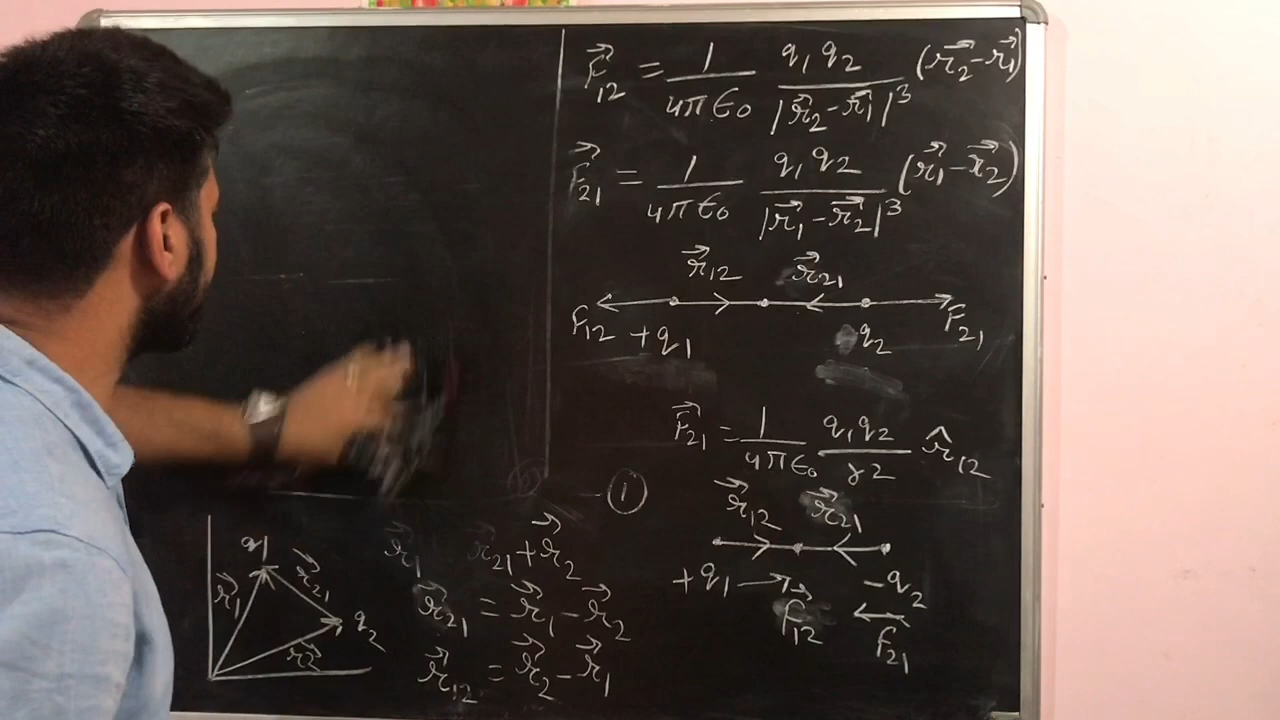 F⃗₁₂ = 1/4πϵ₀ q₁q₂/|r⃗₂-r⃗₁|³ (r⃗₂-r⃗₁)
F⃗₂₁ = 1/4πϵ₀ q₁q₂/|r⃗₁-r⃗₂|³ (r⃗₁-r⃗₂)
r⃗₁₂ r⃗₂₁
F₁₂ +q₁ q₂ F₂₁
F⃗₂₁ = 1/4πϵ₀ q₁q₂/r2 r̂₁₂
①
r⃗₁₂ r⃗₂₁
+q₁ → F⃗₁₂ -q₂
F₂₁
q1 r⃗₁ r⃗₂₁ q₂ r⃗2
r⃗₁ r⃗₂₁+r⃗₂
r⃗₂₁ = r⃗₁-r⃗₂
r⃗₁₂ = r⃗₂-r⃗₁